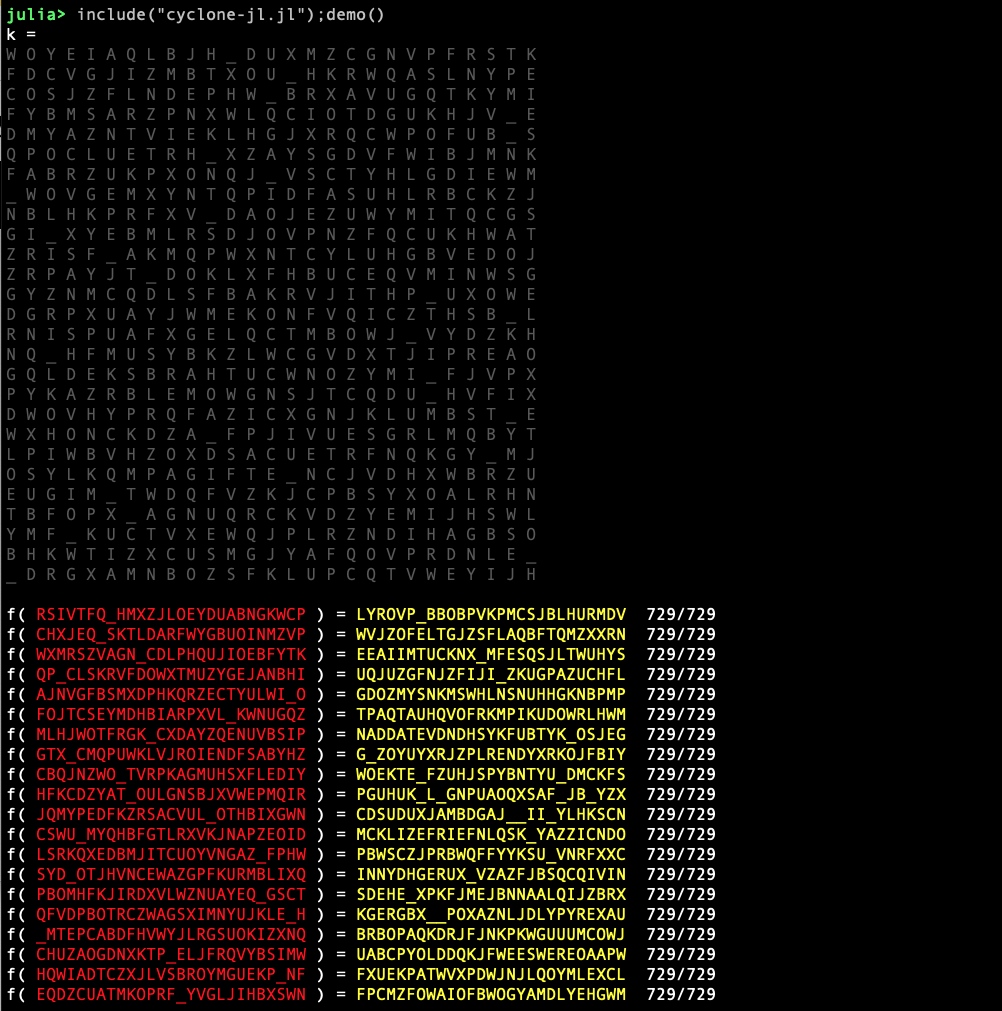 julia> include("cyclone-jl.jl");demo()
k =
W O Y E I A Q L B J H _ D U X M Z C G N V P F R S T K
F D C V G J I Z M B T X O U _ H K R W Q A S L N Y P E
C O S J Z F L N D E P H W _ B R X A V U G Q T K Y M I
F Y B M S A R Z P N X W L Q C I O T D G U K H J V _ E
D M Y A Z N T V I E K L H G J X R Q C W P O F U B _ S
Q P O C L U E T R H _ X Z A Y S G D V F W I B J M N K
F A B R Z U K P X O N Q J _ V S C T Y H L G D I E W M
_ W O V G E M X Y N T Q P I D F A S U H L R B C K Z J
N B L H K P R F X V _ D A O J E Z U W Y M I T Q C G S
G I _ X Y E B M L R S D J O V P N Z F Q C U K H W A T
Z R I S F _ A K M Q P W X N T C Y L U H G B V E D O J
Z R P A Y J T _ D O K L X F H B U C E Q V M I N W S G
G Y Z N M C Q D L S F B A K R V J I T H P _ U X O W E
D G R P X U A Y J W M E K O N F V Q I C Z T H S B _ L
R N I S P U A F X G E L Q C T M B O W J _ V Y D Z K H
N Q _ H F M U S Y B K Z L W C G V D X T J I P R E A O
G Q L D E K S B R A H T U C W N O Z Y M I _ F J V P X
P Y K A Z R B L E M O W G N S J T C Q D U _ H V F I X
D W O V H Y P R Q F A Z I C X G N J K L U M B S T _ E
W X H O N C K D Z A _ F P J I V U E S G R L M Q B Y T
L P I W B V H Z O X D S A C U E T R F N Q K G Y _ M J
O S Y L K Q M P A G I F T E _ N C J V D H X W B R Z U
E U G I M _ T W D Q F V Z K J C P B S Y X O A L R H N
T B F O P X _ A G N U Q R C K V D Z Y E M I J H S W L
Y M F _ K U C T V X E W Q J P L R Z N D I H A G B S O
B H K W T I Z X C U S M G J Y A F Q O V P R D N L E _
_ D R G X A M N B O Z S F K L U P C Q T V W E Y I J H
f( RSIVTFQ_HMXZJLOEYDUABNGKWCP ) = LYROVP_BBOBPVKPMCSJBLHURMDV 729/729
f( CHXJEQ_SKTLDARFWYGBUOINMZVP ) = WVJZOFELTGJZSFLAQBFTQMZXXRN 729/729
f( WXMRSZVAGN_CDLPHQUJIOEBFYTK ) = EEAIIMTUCKNX_MFESQSJLTWUHYS 729/729
f( QP_CLSKRVFDOWXTMUZYGEJANBHI ) = UQJUZGFNJZFIJI_ZKUGPAZUCHFL 729/729
f( AJNVGFBSMXDPHKQRZECTYULWI_O ) = GDOZMYSNKMSWHLNSNUHHGKNBPMP 729/729
f( FOJTCSEYMDHBIARPXVL_KWNUGQZ ) = TPAQTAUHQVOFRKMPIKUDOWRLHWM 729/729
f( MLHJWOTFRGK_CXDAYZQENUVBSIP ) = NADDATEVDNDHSYKFUBTYK_OSJEG 729/729
f( GTX_CMQPUWKLVJROIENDFSABYHZ ) = G_ZOYUYXRJZPLRENDYXRKOJFBIY 729/729
f( CBQJNZWO_TVRPKAGMUHSXFLEDIY ) = WOEKTE_FZUHJSPYBNTYU_DMCKFS 729/729
f( HFKCDZYAT_OULGNSBJXVWEPMQIR ) = PGUHUK_L_GNPUAOQXSAF_JB_YZX 729/729
f( JQMYPEDFKZRSACVUL_OTHBIXGWN ) = CDSUDUXJAMBDGAJ__II_YLHKSCN 729/729
f( CSWU_MYQHBFGTLRXVKJNAPZEOID ) = MCKLIZEFRIEFNLQSK_YAZZICNDO 729/729
f( LSRKQXEDBMJITCUOYVNGAZ_FPHW ) = PBWSCZJPRBWQFFYYKSU_VNRFXXC 729/729
f( SYD_OTJHVNCEWAZGPFKURMBLIXQ ) = INNYDHGERUX_VZAZFJBSQCQIVIN 729/729
f( PBOMHFKJIRDXVLWZNUAYEQ_GSCT ) = SDEHE_XPKFJMEJBNNAALQIJZBRX 729/729
f( QFVDPBOTRCZWAGSXIMNYUJKLE_H ) = KGERGBX__POXAZNLJDLYPYREXAU 729/729
f( _MTEPCABDFHVWYJLRGSUOKIZXNQ ) = BRBOPAQKDRJFJNKPKWGUUUMCOWJ 729/729
f( CHUZAOGDNXKTP_ELJFRQVYBSIMW ) = UABCPYOLDDQKJFWEESWEREOAAPW 729/729
f( HQWIADTCZXJLVSBROYMGUEKP_NF ) = FXUEKPATWVXPDWJNJLQOYMLEXCL 729/729
f( EQDZCUATMKOPRF_YVGLJIHBXSWN ) = FPCMZFOWAIOFBWOGYAMDLYEHGWM 729/729